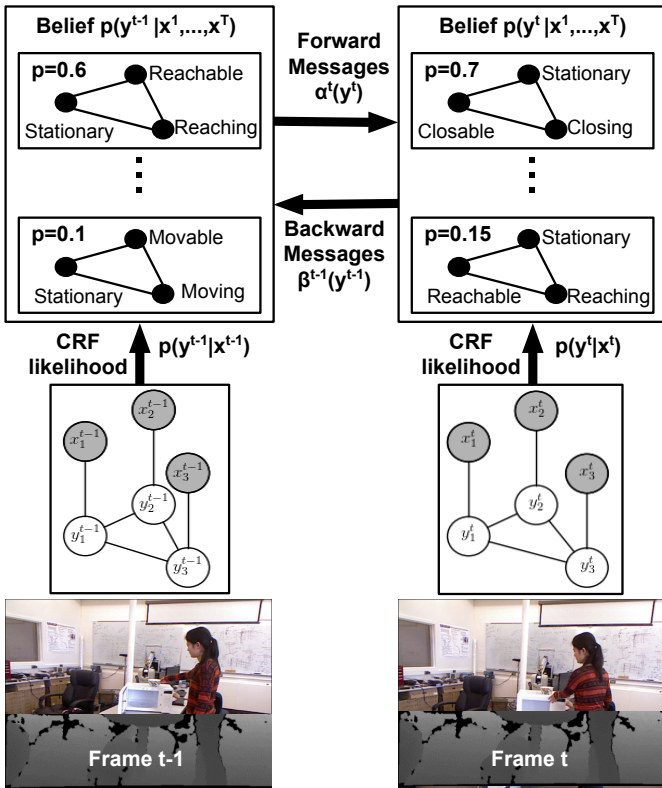 Belief p(y^{t-1} |x^1,...,x^T)
p=0.6
Reachable
Stationary
Reaching
p=0.1
Movable
Stationary
Moving
Forward
Messages
α^t(y^t)
Backward
Messages
β^{t-1}(y^{t-1})
Belief p(y^t |x^1,...,x^T)
p=0.7
Stationary
Closable
Closing
p=0.15
Stationary
Reachable
Reaching
CRF
likelihood
p(y^{t-1}|x^{t-1})
x_1^{t-1}
x_2^{t-1}
x_3^{t-1}
y_1^{t-1}
y_2^{t-1}
y_3^{t-1}
Frame t-1
CRF
likelihood
p(y^t|x^t)
x_1^t
x_2^t
x_3^t
y_1^t
y_2^t
y_3^t
Frame t